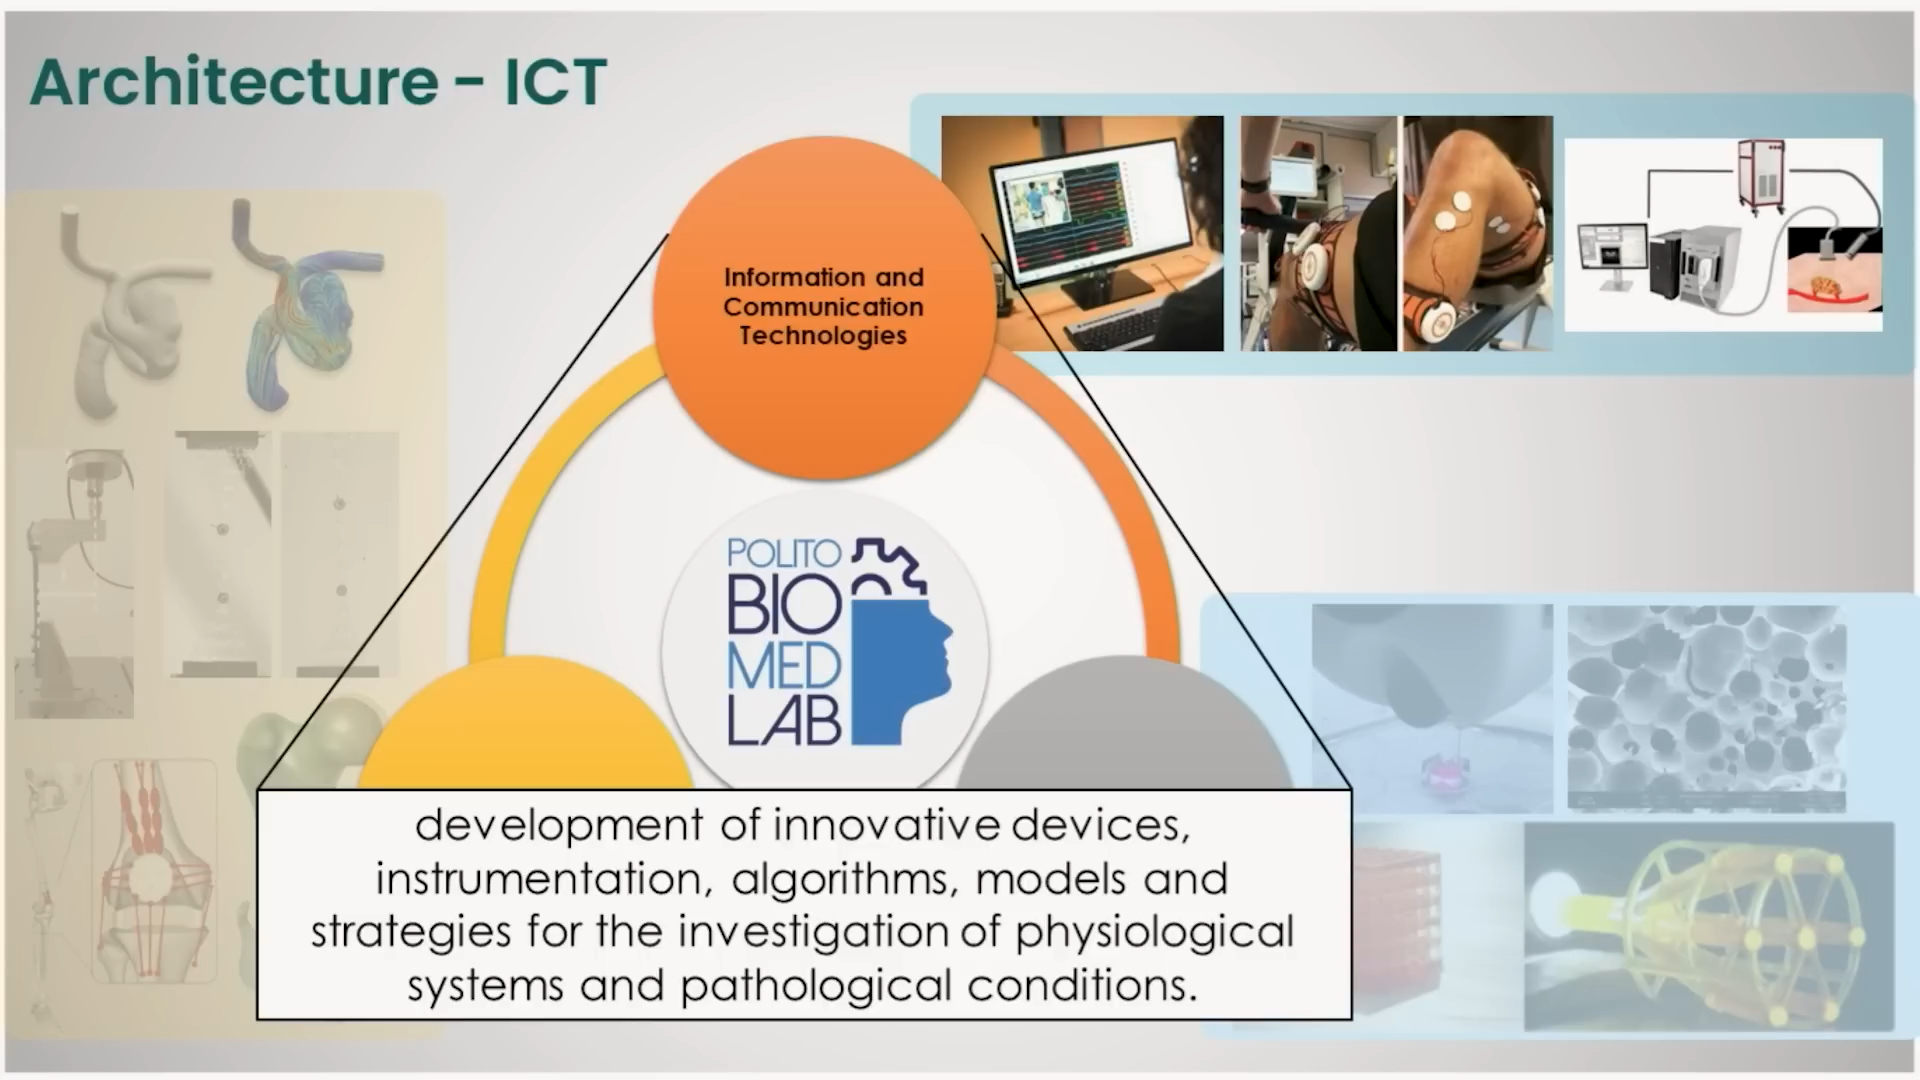 Architecture - ICT
Information and
Communication
Technologies
POLITO
BIO
MED
LAB
development of innovative devices,
instrumentation, algorithms, models and
strategies for the investigation of physiological
systems and pathological conditions.